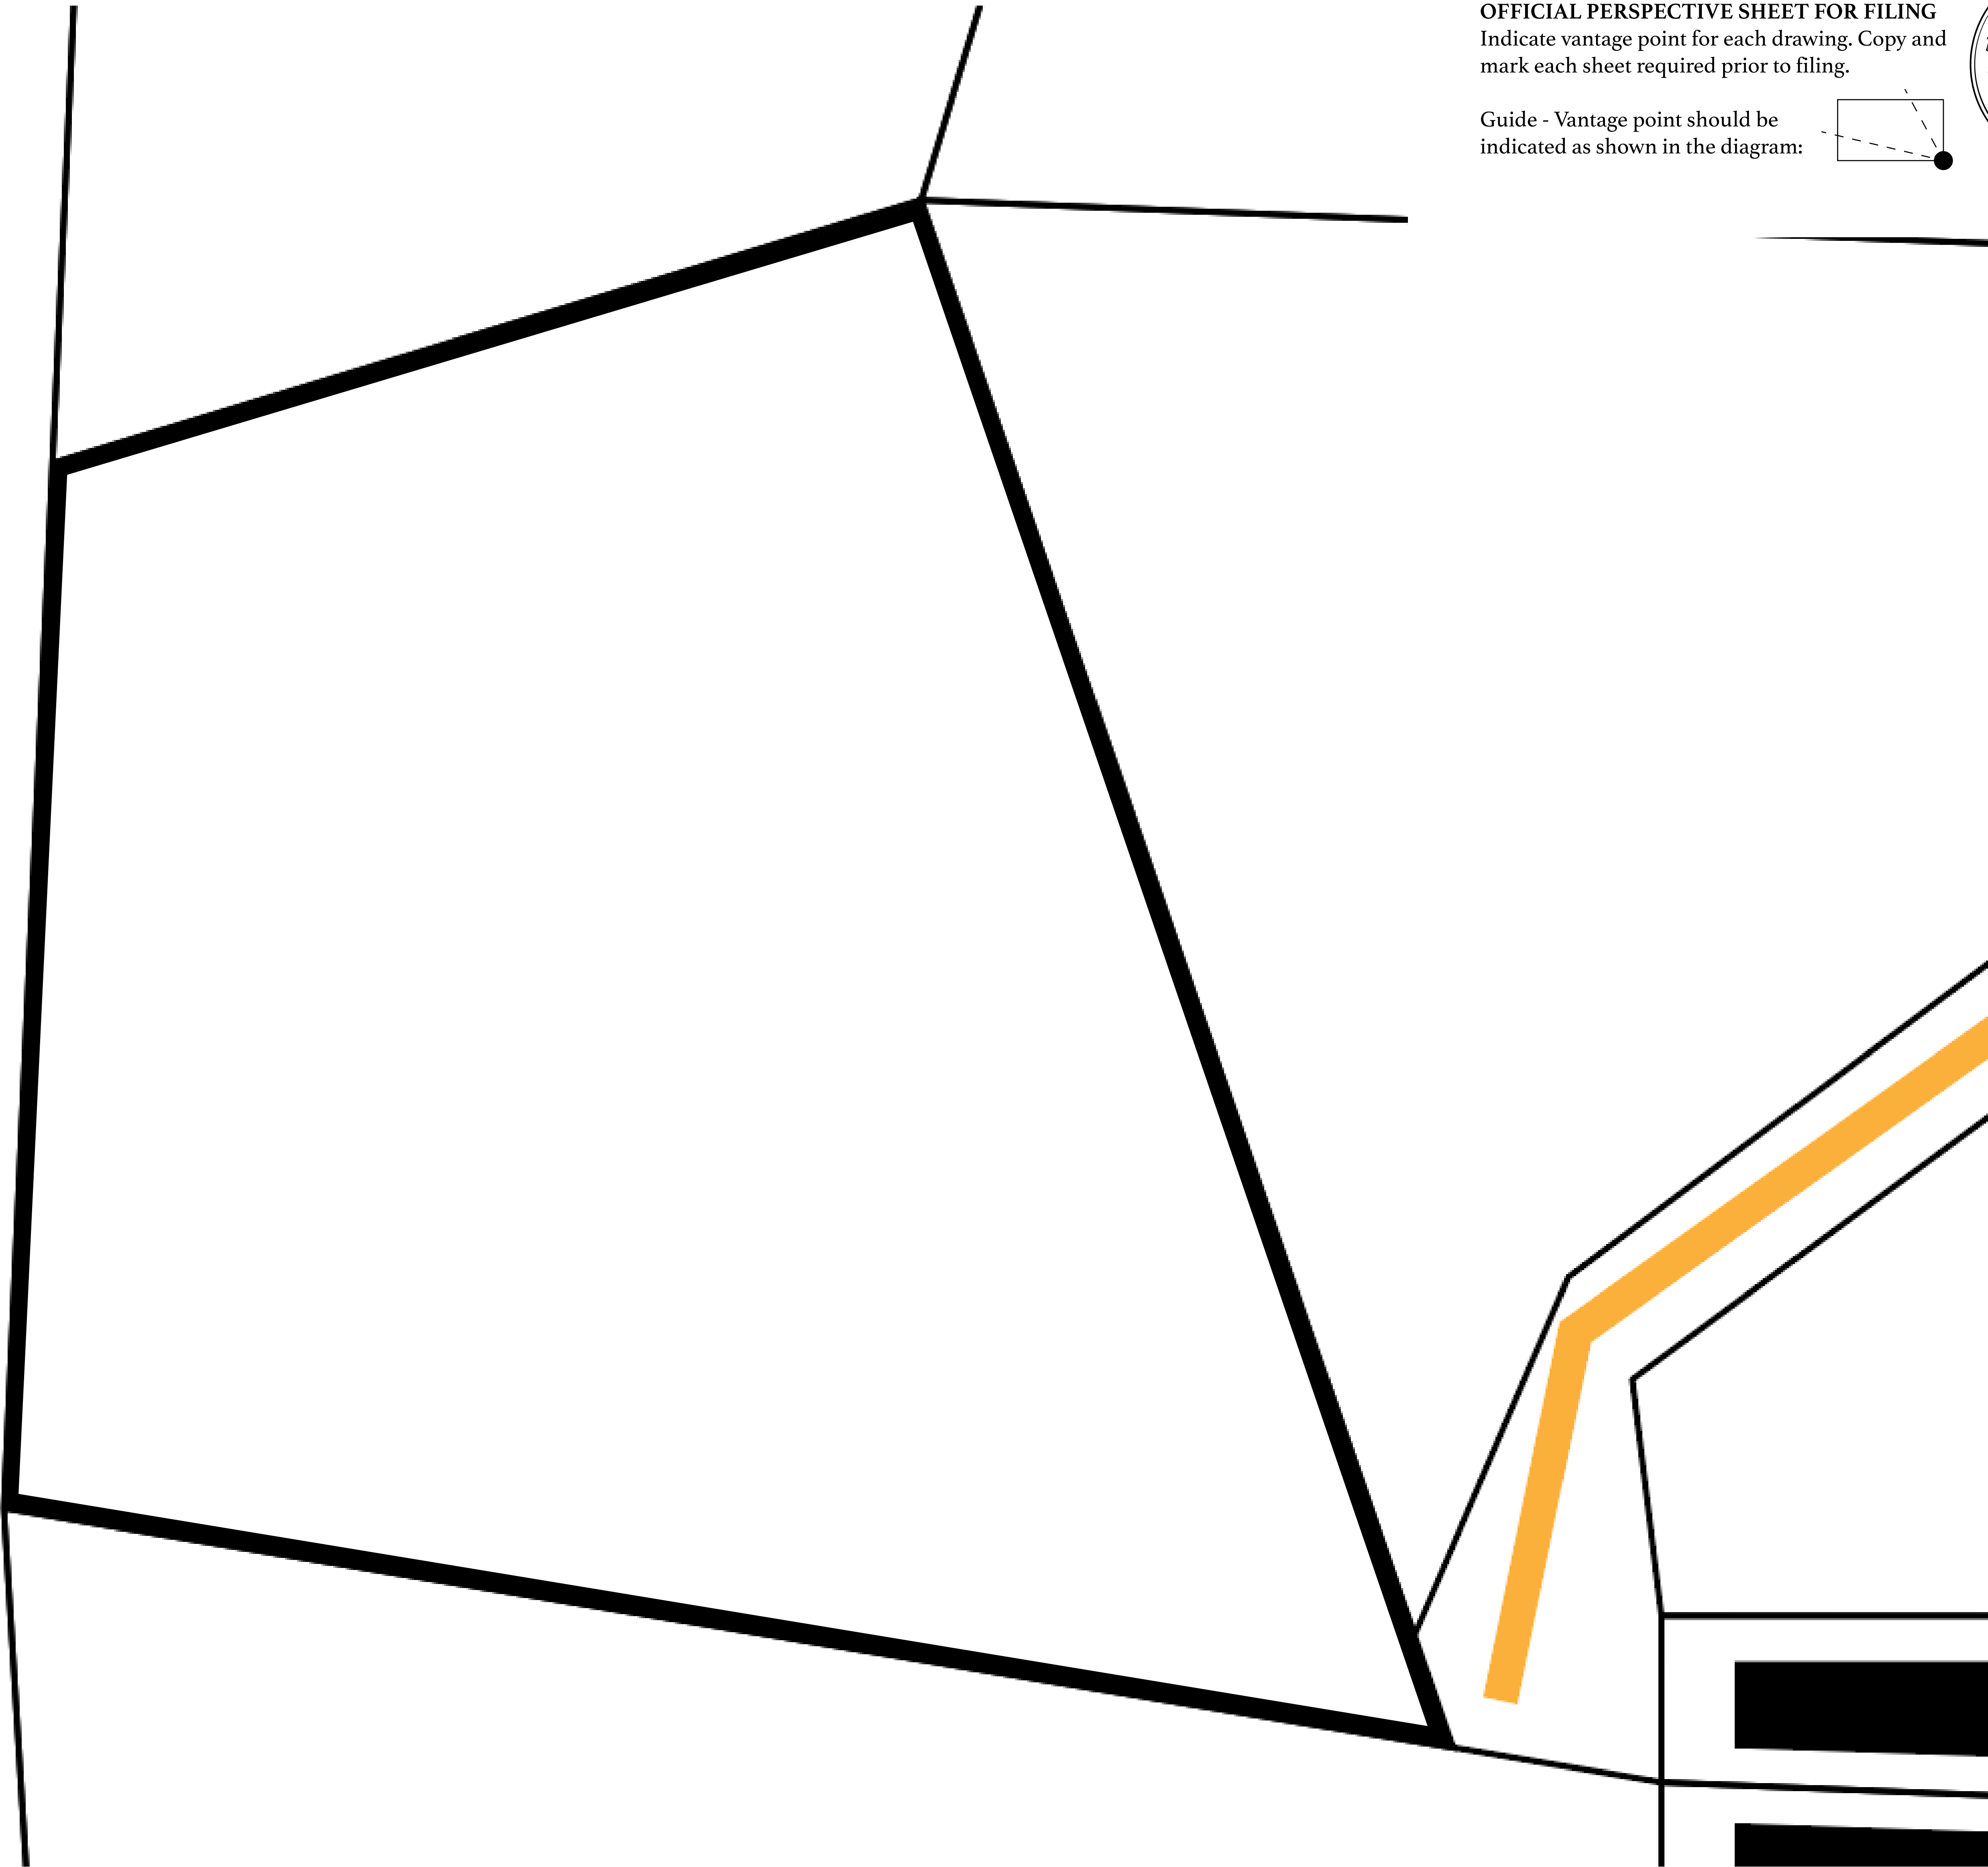 OFFICIAL PERSPECTIVE SHEET FOR FILING
Indicate vantage point for each drawing. Copy and
mark each sheet required prior to filing.
Guide - Vantage point should be
indicated as shown in the diagram: